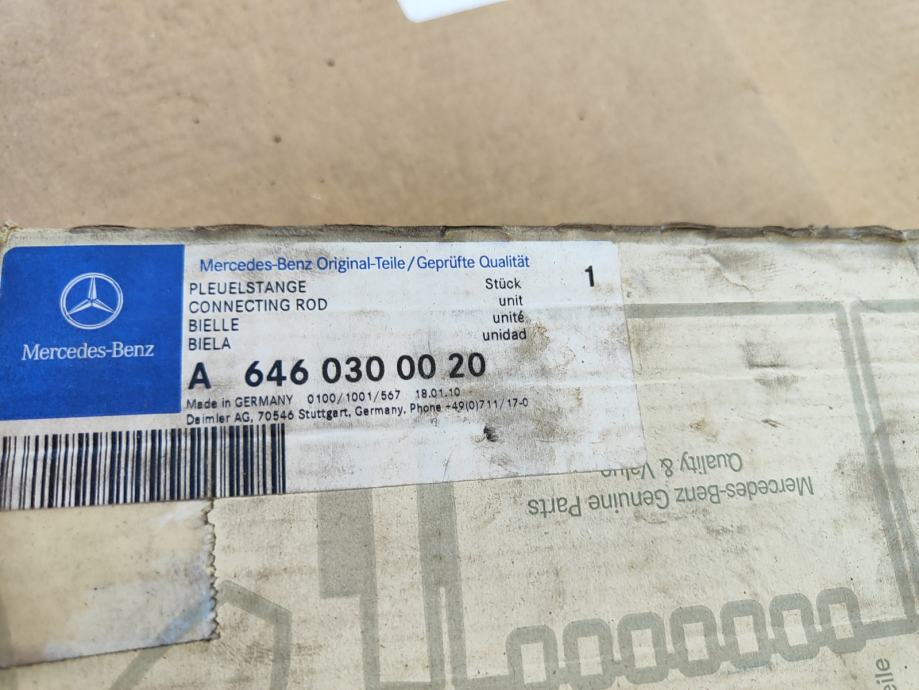 Mercedes-Benz
Mercedes-Benz Original-Teile/Geprüfte Qualität
PLEUELSTANGE
CONNECTING ROD
BIELLE
BIELA
Stück
unit
unité
unidad
1
A 646 030 00 20
Made in GERMANY 0100/1001/567 18.01.10
Daimler AG, 70546 Stuttgart, Germany, Phone +49(0)711/17-0
Mercedes-Benz Genuine Parts
Quality & Value
eile